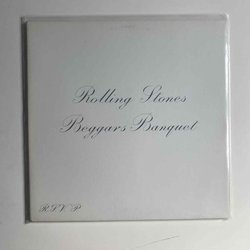 Rolling Stones
Beggars Banquet
R.S.V.P.